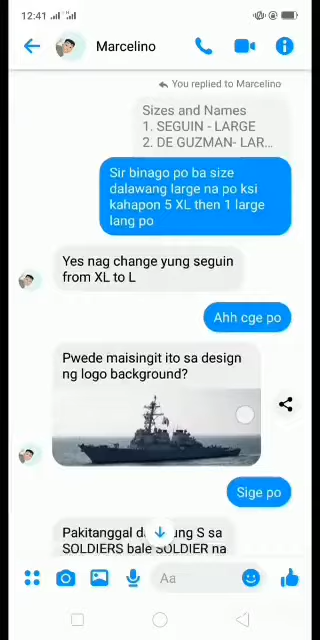 12:41
Marcelino
You replied to Marcelino
Sizes and Names
1. SEGUIN - LARGE
2. DE GUZMAN- LAR...
Sir binago po ba size
dalawang large na po ksi
kahapon 5 XL then 1 large
lang po
Yes nag change yung seguin
from XL to L
Ahh cge po
Pwede maisingit ito sa design
ng logo background?
Sige po
Pakitanggal ung S sa
SOLDIERS bale SOLDIER na
Aa